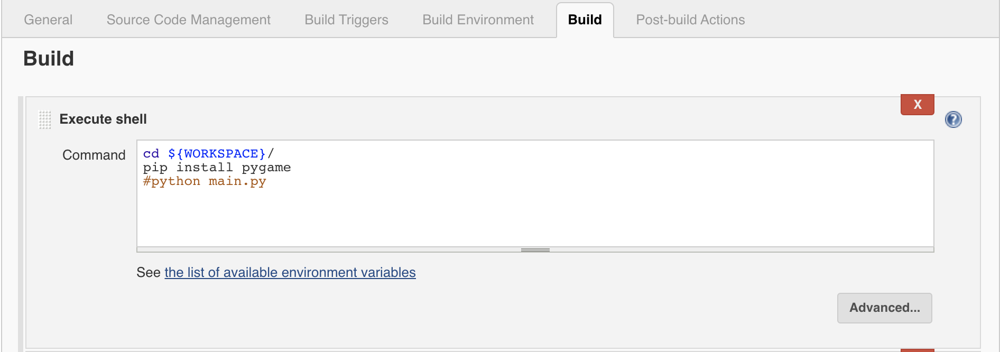 General Source Code Management Build Triggers Build Environment Build Post-build Actions
Build
X
Execute shell
?
Command
cd ${WORKSPACE}/
pip install pygame
#python main.py
See the list of available environment variables
Advanced...